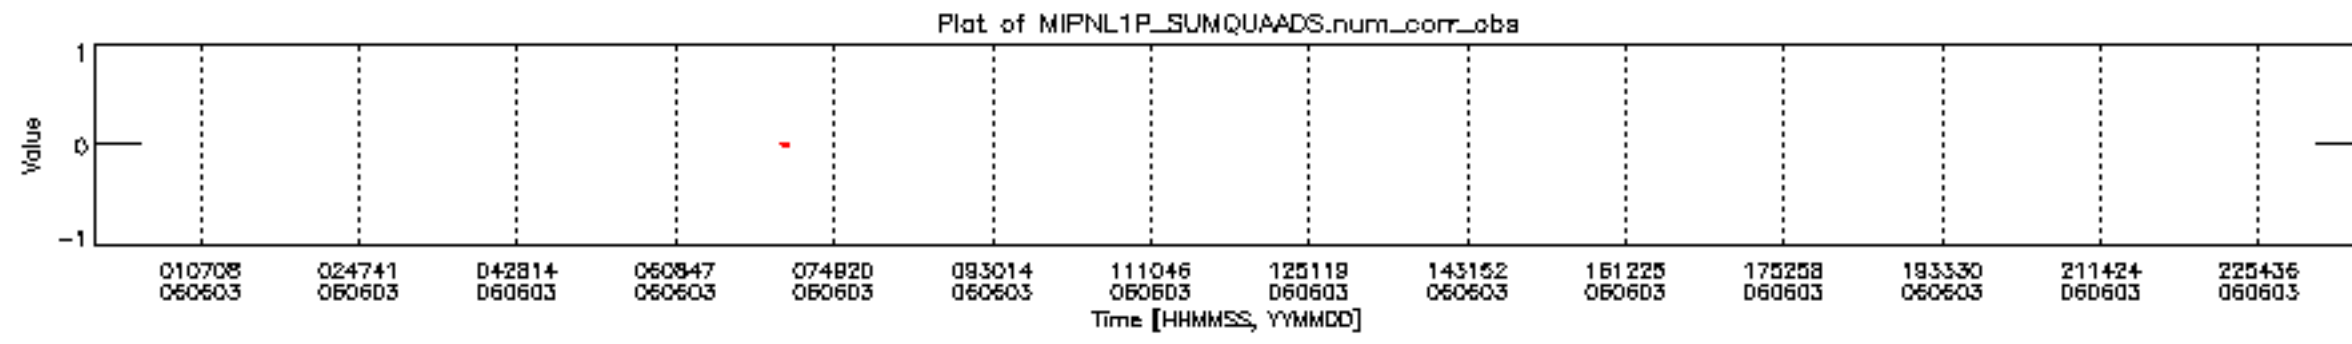 Plot of MIPNL1P_SUMQUAADS.num_corr_obs
1
Value
0
-1
010708 024741 042814 060847 074920 093014 111046 125119 143152 161225 175258 193330 211424 225436
060603 060603 060603 060603 060603 060603 060603 060603 060603 060603 060603 060603 060603 060603
Time [HHMMSS, YYMMDD]